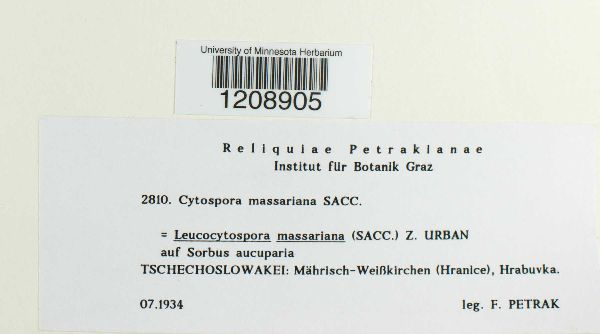 University of Minnesota Herbarium
1208905
Reliquiae Petrakianae
Institut für Botanik Graz
2810. Cytospora massariana SACC.
= Leucocytospora massariana (SACC.) Z. URBAN
auf Sorbus aucuparia
TSCHECHOSLOWAKEI: Mährisch-Weißkirchen (Hranice), Hrabuvka.
07.1934 leg. F. PETRAK